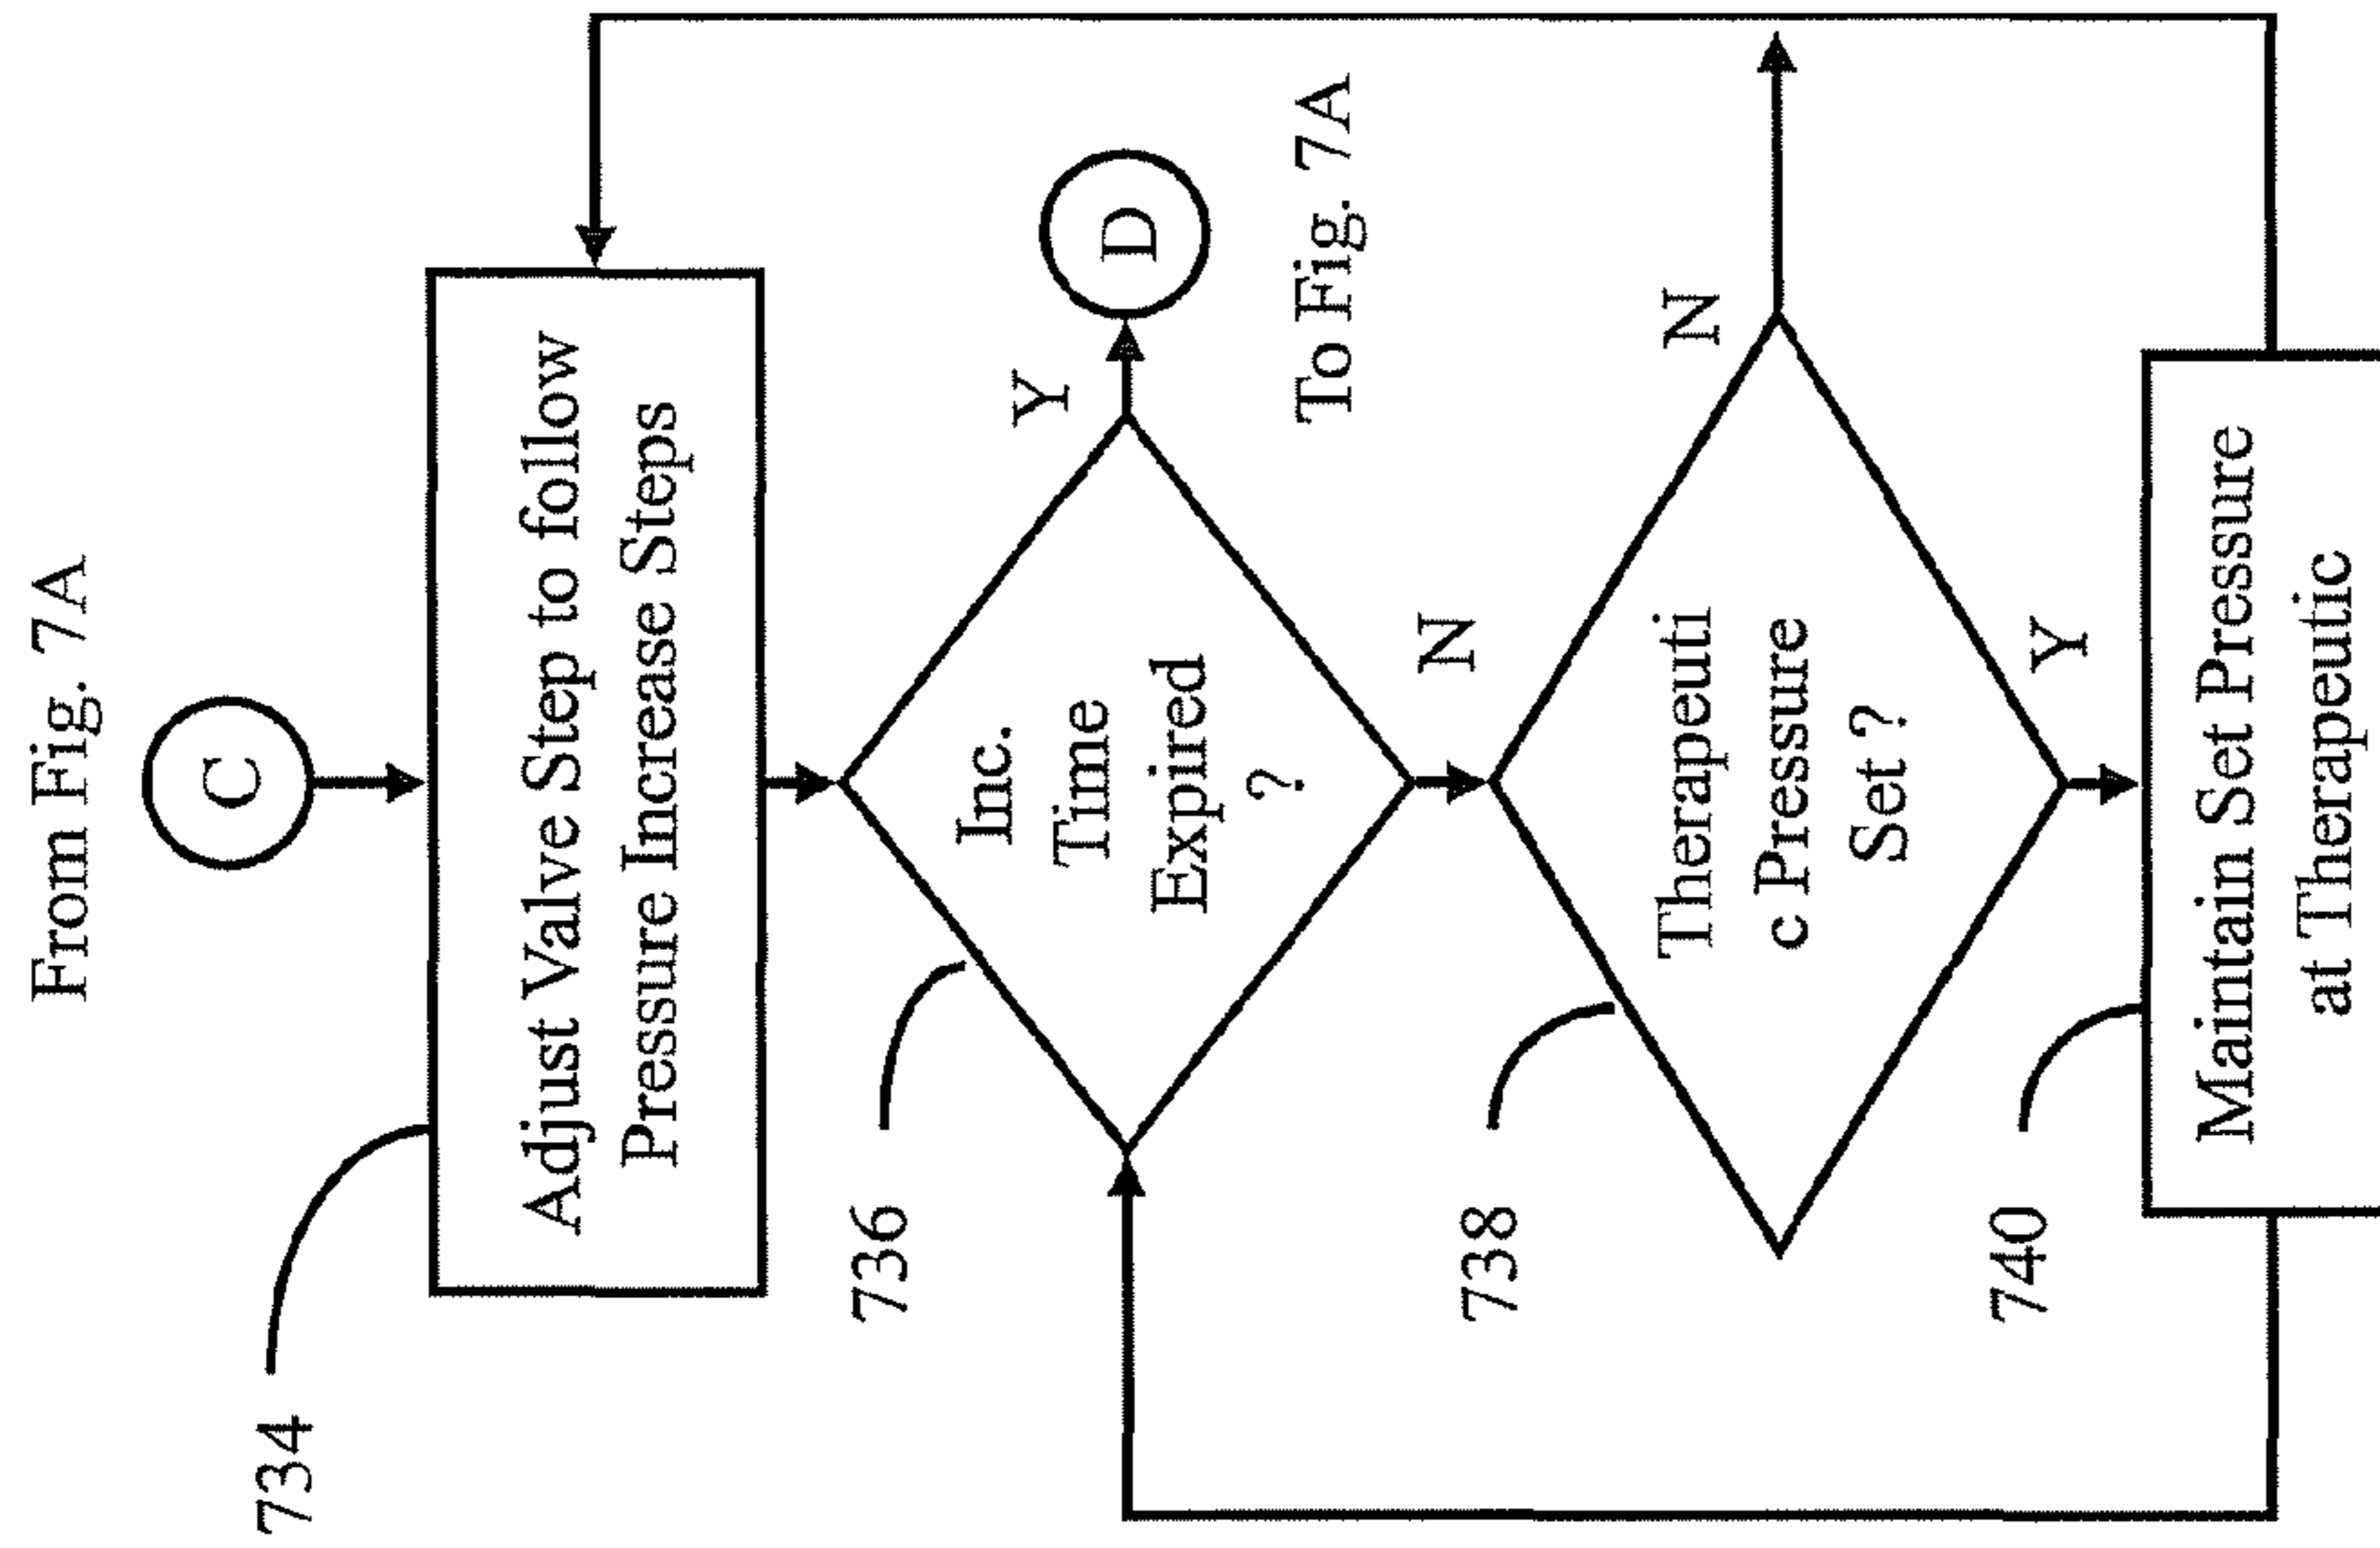 From Fig. 7A
C
734
Adjust Valve Step to follow
Pressure Increase Steps
736
Inc.
Time
Expired
?
Y
D
To Fig. 7A
N
738
Therapeuti
c Pressure
Set ?
N
Y
740
Maintain Set Pressure
at Therapeutic